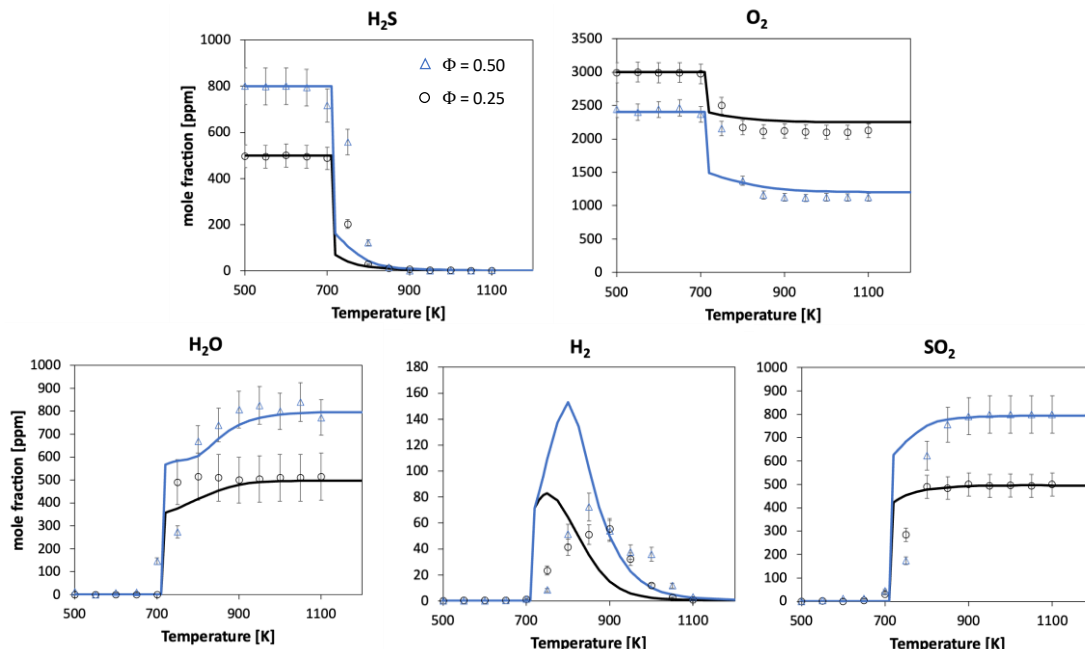 H₂S
1000
800
600
400
200
0
mole fraction [ppm]
Φ = 0.50
Φ = 0.25
500 700 900 1100
Temperature [K]
O₂
3500
3000
2500
2000
1500
1000
500
0
500 700 900 1100
Temperature [K]
H₂O
1000
900
800
700
600
500
400
300
200
100
0
mole fraction [ppm]
500 700 900 1100
Temperature [K]
H₂
180
160
140
120
100
80
60
40
20
0
500 700 900 1100
Temperature [K]
SO₂
1000
900
800
700
600
500
400
300
200
100
0
500 700 900 1100
Temperature [K]